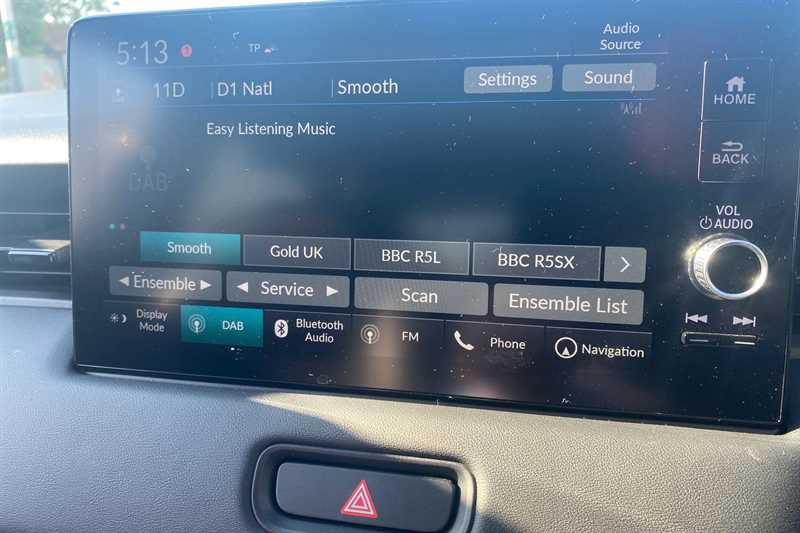 5:13 TP Audio Source
11D D1 Natl Smooth Settings Sound
Easy Listening Music
DAB
HOME
BACK
VOL
AUDIO
Smooth Gold UK BBC R5L BBC R5SX
Ensemble Service Scan Ensemble List
Display Mode DAB Bluetooth Audio FM Phone Navigation